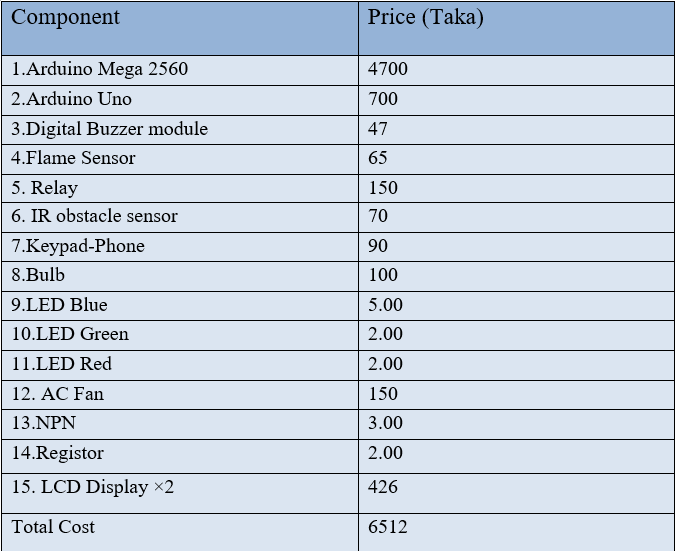 Component Price (Taka)
1.Arduino Mega 2560 4700
2.Arduino Uno 700
3.Digital Buzzer module 47
4.Flame Sensor 65
5. Relay 150
6. IR obstacle sensor 70
7.Keypad-Phone 90
8.Bulb 100
9.LED Blue 5.00
10.LED Green 2.00
11.LED Red 2.00
12. AC Fan 150
13.NPN 3.00
14.Registor 2.00
15. LCD Display ×2 426
Total Cost 6512